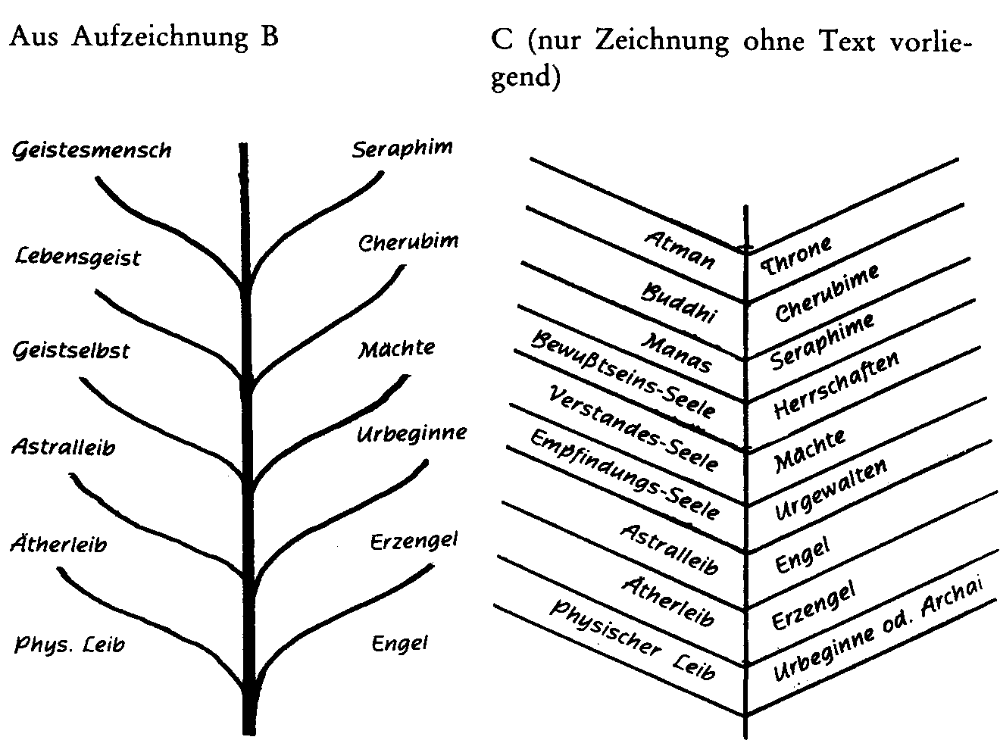 Aus Aufzeichnung B
Geistesmensch
Seraphim
Lebensgeist
Cherubim
Geistselbst
Mächte
Astralleib
Urbeginne
Ätherleib
Erzengel
Phys. Leib
Engel
C (nur Zeichnung ohne Text vorlie-
gend)
Atman
Throne
Buddhi
Cherubime
Manas
Seraphime
Bewußtseins-Seele
Herrschaften
Verstandes-Seele
Mächte
Empfindungs-Seele
Urgewalten
Astralleib
Engel
Ätherleib
Erzengel
Physischer Leib
Urbeginne od. Archai